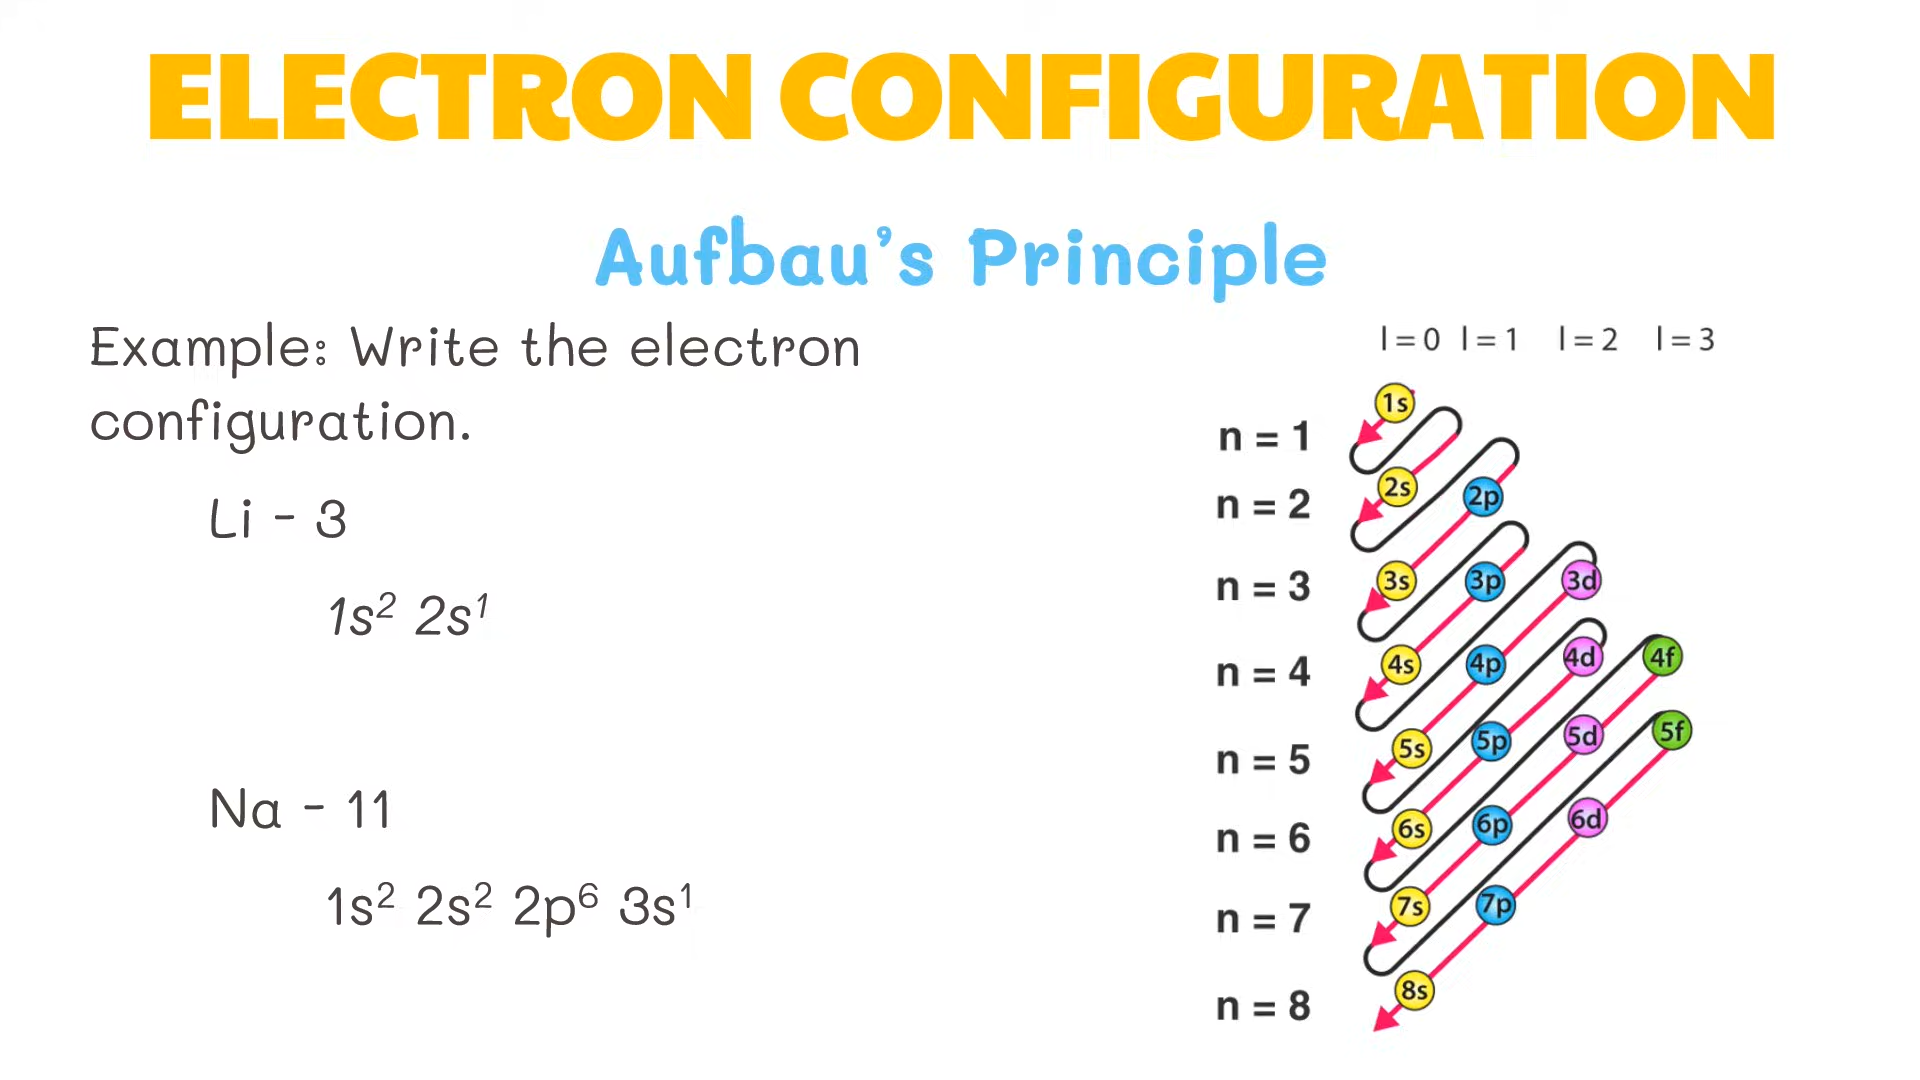 ELECTRON CONFIGURATION
Aufbau's Principle
Example: Write the electron
configuration.
Li - 3
1s² 2s¹
Na - 11
1s² 2s² 2p⁶ 3s¹
l = 0 l = 1 l = 2 l = 3
n = 1 1s
n = 2 2s 2p
n = 3 3s 3p 3d
n = 4 4s 4p 4d 4f
n = 5 5s 5p 5d 5f
n = 6 6s 6p 6d
n = 7 7s 7p
n = 8 8s